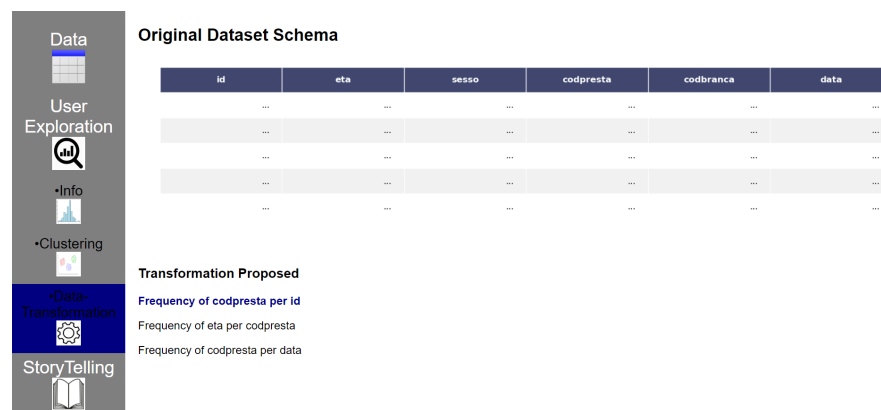 Data
User
Exploration
•Info
•Clustering
•Data-
Transformation
StoryTelling
Original Dataset Schema
id eta sesso codpresta codbranca data
... ... ... ... ... ...
... ... ... ... ... ...
... ... ... ... ... ...
... ... ... ... ... ...
... ... ... ... ... ...
Transformation Proposed
Frequency of codpresta per id
Frequency of eta per codpresta
Frequency of codpresta per data